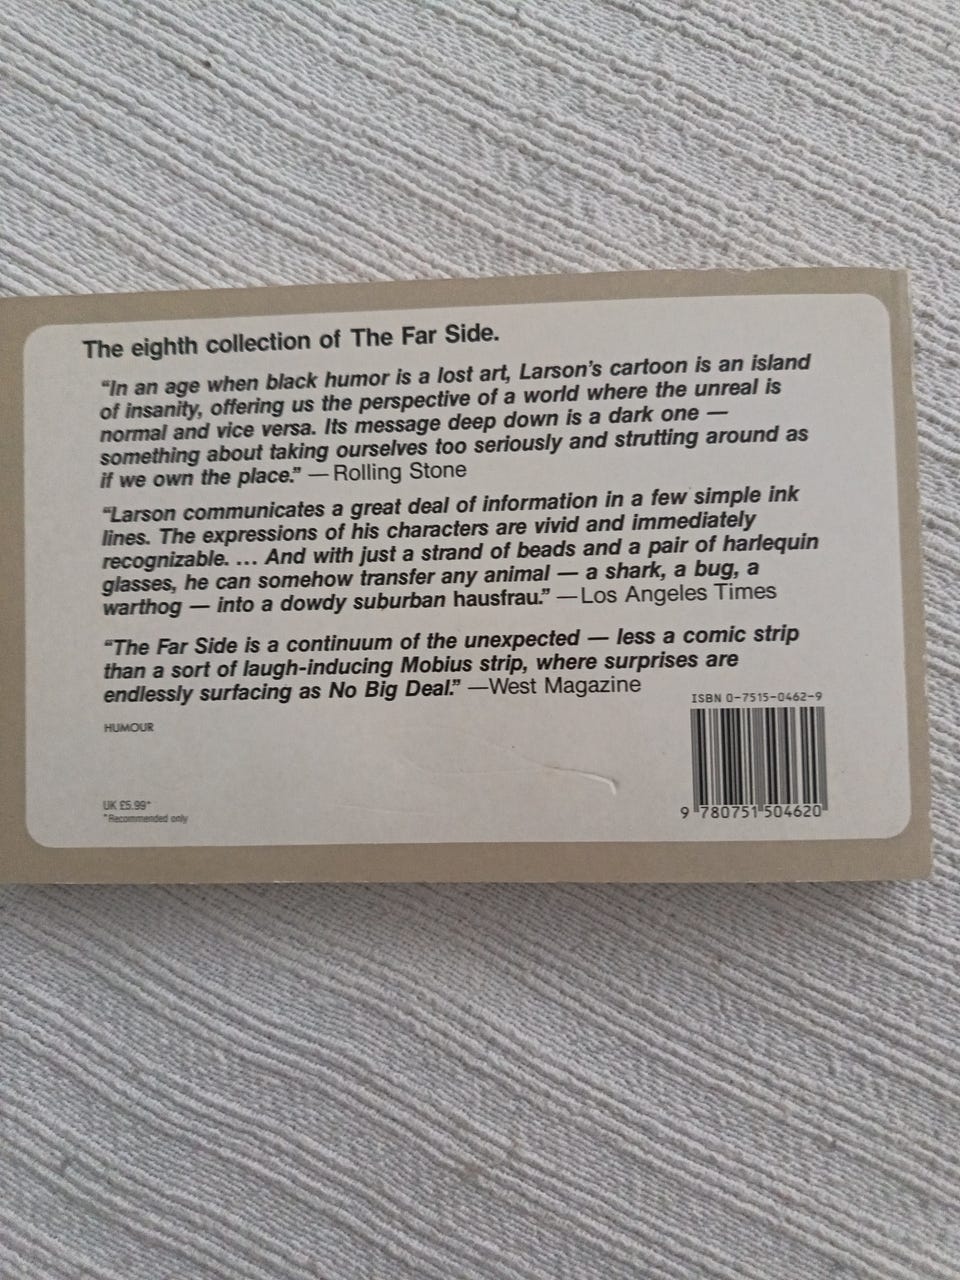 The eighth collection of The Far Side.
“In an age when black humor is a lost art, Larson’s cartoon is an island
of insanity, offering us the perspective of a world where the unreal is
normal and vice versa. Its message deep down is a dark one —
something about taking ourselves too seriously and strutting around as
if we own the place.” — Rolling Stone
“Larson communicates a great deal of information in a few simple ink
lines. The expressions of his characters are vivid and immediately
recognizable. ... And with just a strand of beads and a pair of harlequin
glasses, he can somehow transfer any animal — a shark, a bug, a
warthog — into a dowdy suburban hausfrau.” — Los Angeles Times
“The Far Side is a continuum of the unexpected — less a comic strip
than a sort of laugh-inducing Mobius strip, where surprises are
endlessly surfacing as No Big Deal.” —West Magazine
ISBN 0-7515-0462-9
HUMOUR
UK £5.99*
*Recommended only
9 780751 504620